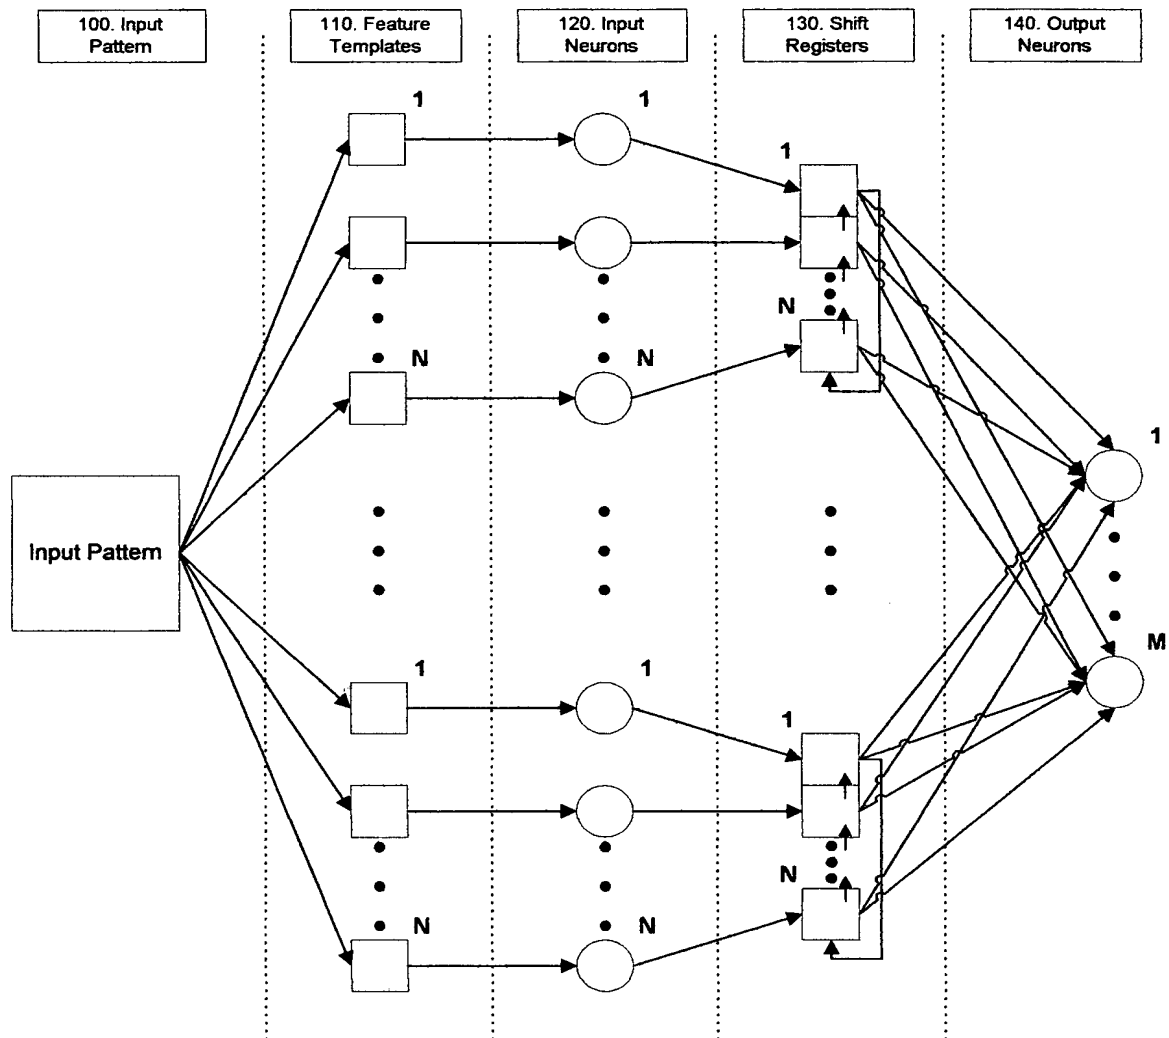 100. Input
Pattern
110. Feature
Templates
120. Input
Neurons
130. Shift
Registers
140. Output
Neurons
1
1
1
N
N
N
1
Input Pattern
M
1
1
1
N
N
N